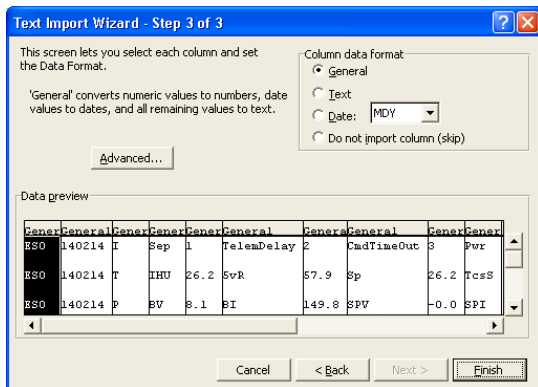 Text Import Wizard - Step 3 of 3
This screen lets you select each column and set
the Data Format.
'General' converts numeric values to numbers, date
values to dates, and all remaining values to text.
Advanced...
Column data format
General
Text
Date: MDY
Do not import column (skip)
Data preview
Gener General Gener Gener Gener General Genera General Gener Gener
ESO 140214 I Sep 1 TelemDelay 2 CmdTimeOut 3 Pwr
ESO 140214 T IHU 26.2 5vR 57.9 Sp 26.2 TcsS
ESO 140214 P BV 8.1 BI 149.8 SPV -0.0 SPI
Cancel < Back Next > Finish